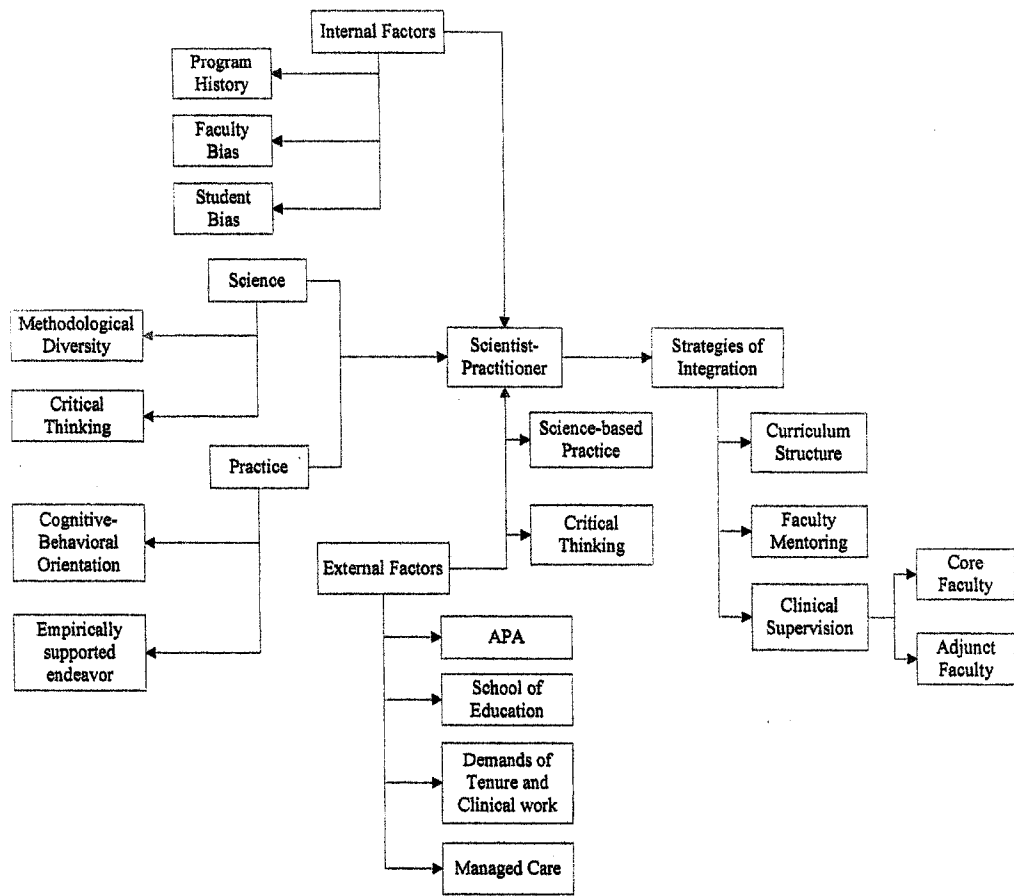 Internal Factors
Program
History
Faculty
Bias
Student
Bias
Science
Methodological
Diversity
Critical
Thinking
Practice
Cognitive-
Behavioral
Orientation
Empirically
supported
endeavor
Scientist-
Practitioner
Strategies of
Integration
Science-based
Practice
Critical
Thinking
External Factors
APA
School of
Education
Demands of
Tenure and
Clinical work
Managed Care
Curriculum
Structure
Faculty
Mentoring
Clinical
Supervision
Core
Faculty
Adjunct
Faculty